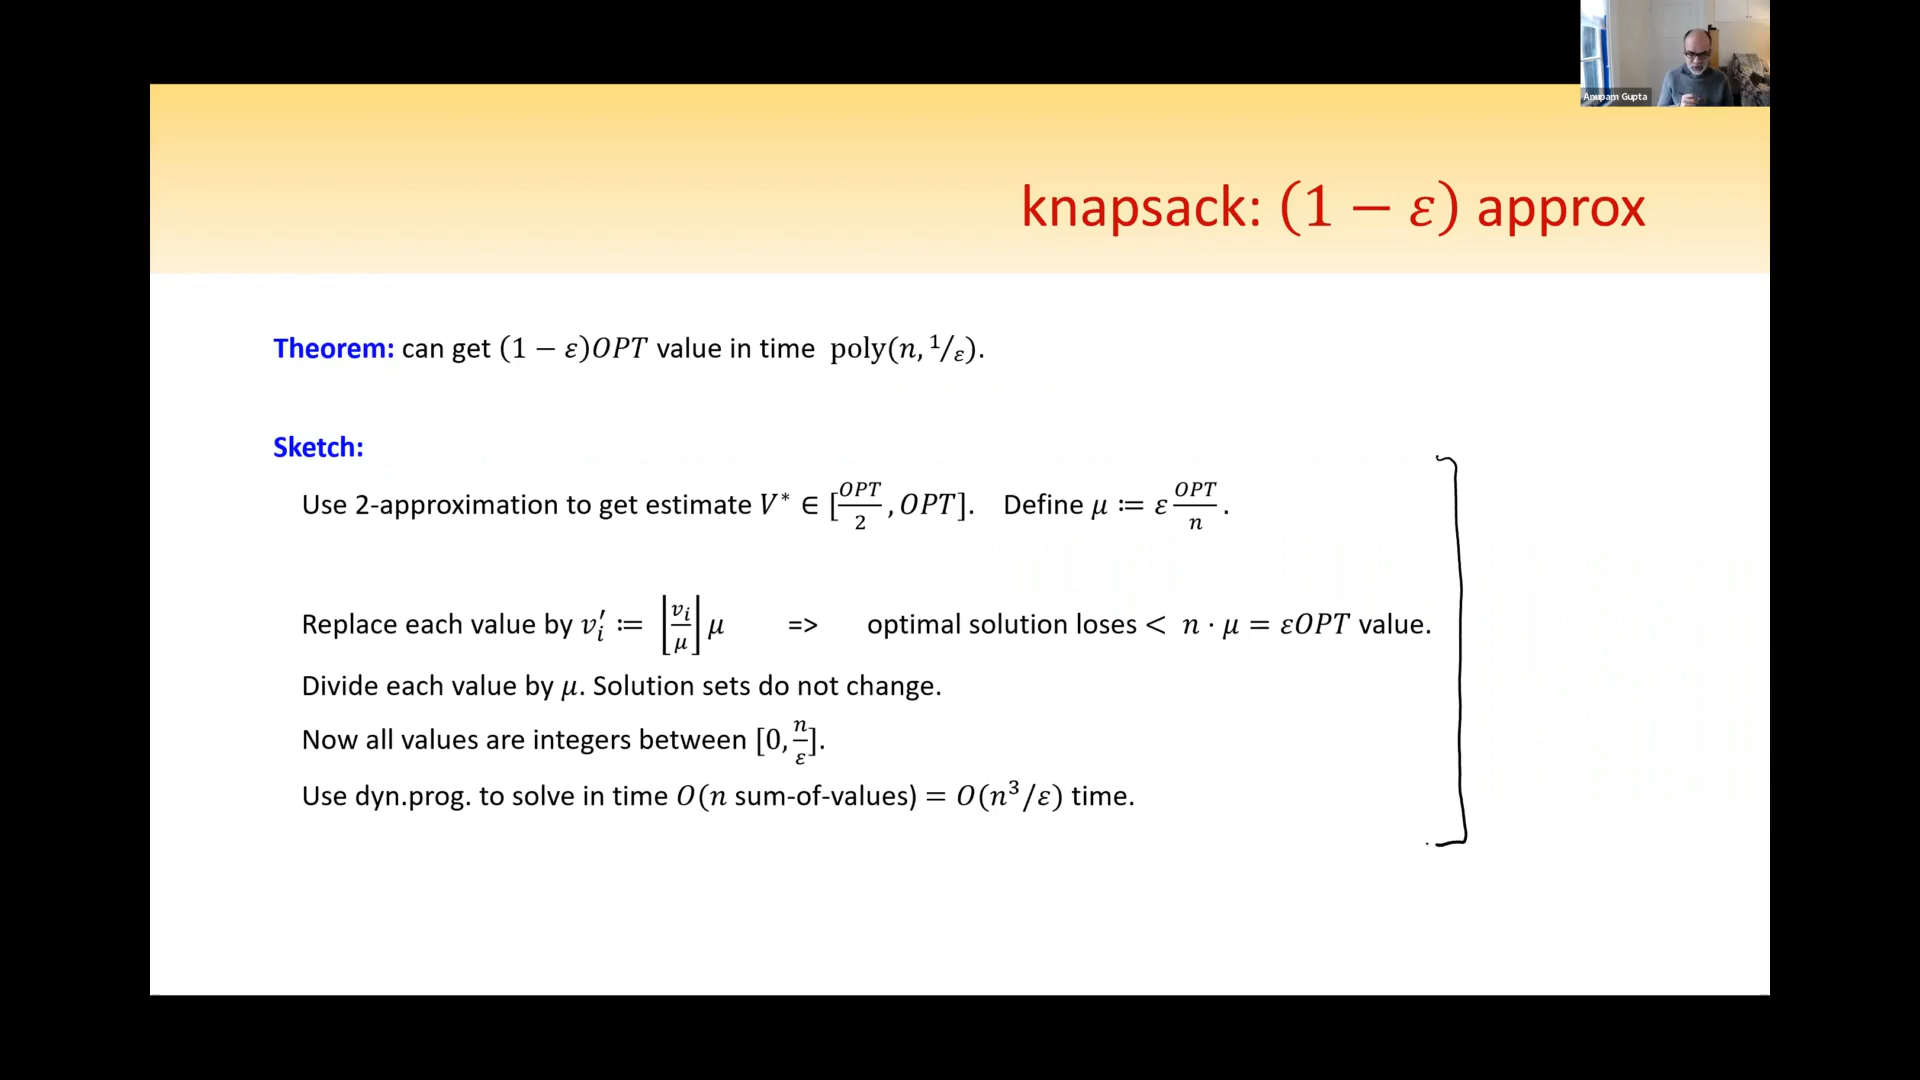 Anupam Gupta
knapsack: (1 − ε) approx
Theorem: can get (1 − ε)OPT value in time poly(n, 1/ε).
Sketch:
Use 2-approximation to get estimate V* ∈ [OPT/2, OPT]. Define μ ≔ ε OPT/n .
Replace each value by v′ᵢ ≔ ⌊vᵢ/μ⌋ μ => optimal solution loses < n · μ = εOPT value.
Divide each value by μ. Solution sets do not change.
Now all values are integers between [0, n/ε].
Use dyn.prog. to solve in time O(n sum-of-values) = O(n³/ε) time.